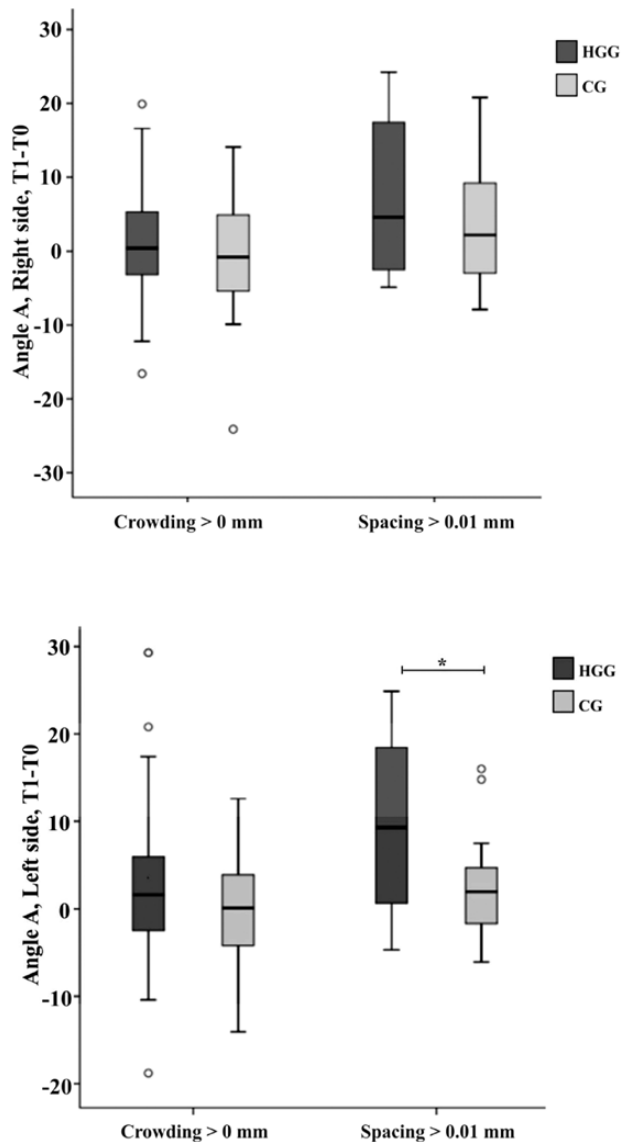 30
20
10
0
-10
-20
-30
Angle A, Right side, T1-T0
HGG
CG
Crowding > 0 mm
Spacing > 0.01 mm
30
20
10
0
-10
-20
Angle A, Left side, T1-T0
*
HGG
CG
Crowding > 0 mm
Spacing > 0.01 mm